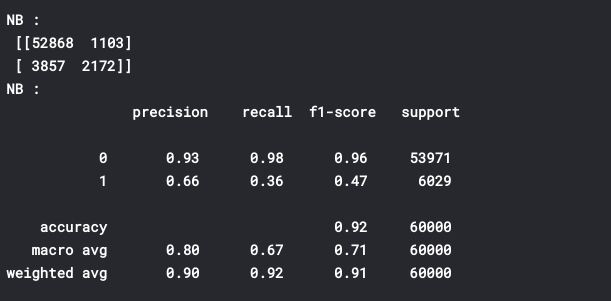 NB :
 [[52868  1103]
 [ 3857  2172]]
NB :
              precision    recall  f1-score   support

           0       0.93      0.98      0.96     53971
           1       0.66      0.36      0.47      6029

    accuracy                           0.92     60000
   macro avg       0.80      0.67      0.71     60000
weighted avg       0.90      0.92      0.91     60000